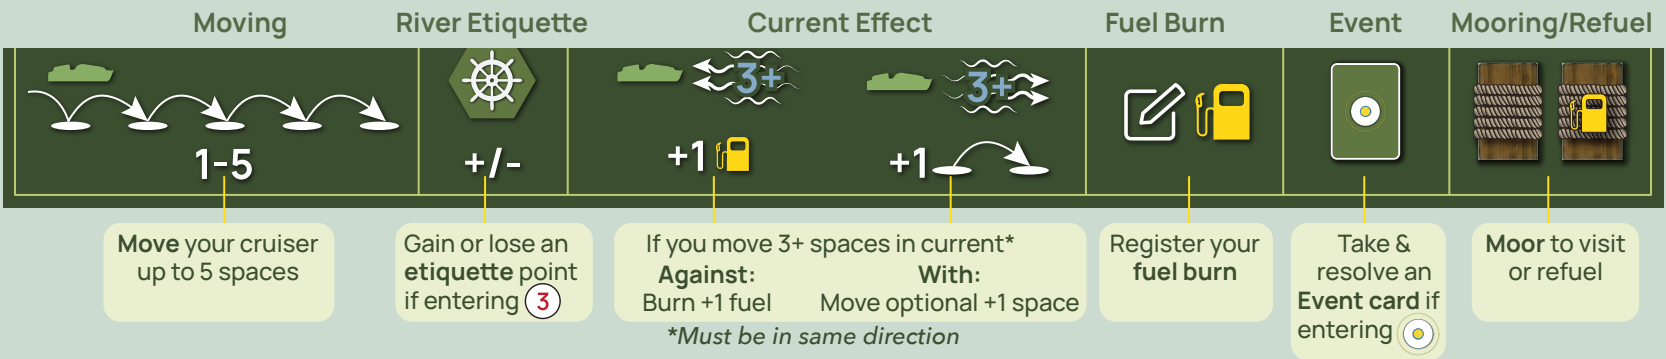 Moving
River Etiquette
Current Effect
Fuel Burn
Event
Mooring/Refuel
3+
3+
1-5
+/-
+1
+1
Move your cruiser
up to 5 spaces
Gain or lose an
etiquette point
if entering 3
If you move 3+ spaces in current*
Against:
Burn +1 fuel
With:
Move optional +1 space
*Must be in same direction
Register your
fuel burn
Take &
resolve an
Event card if
entering
Moor to visit
or refuel